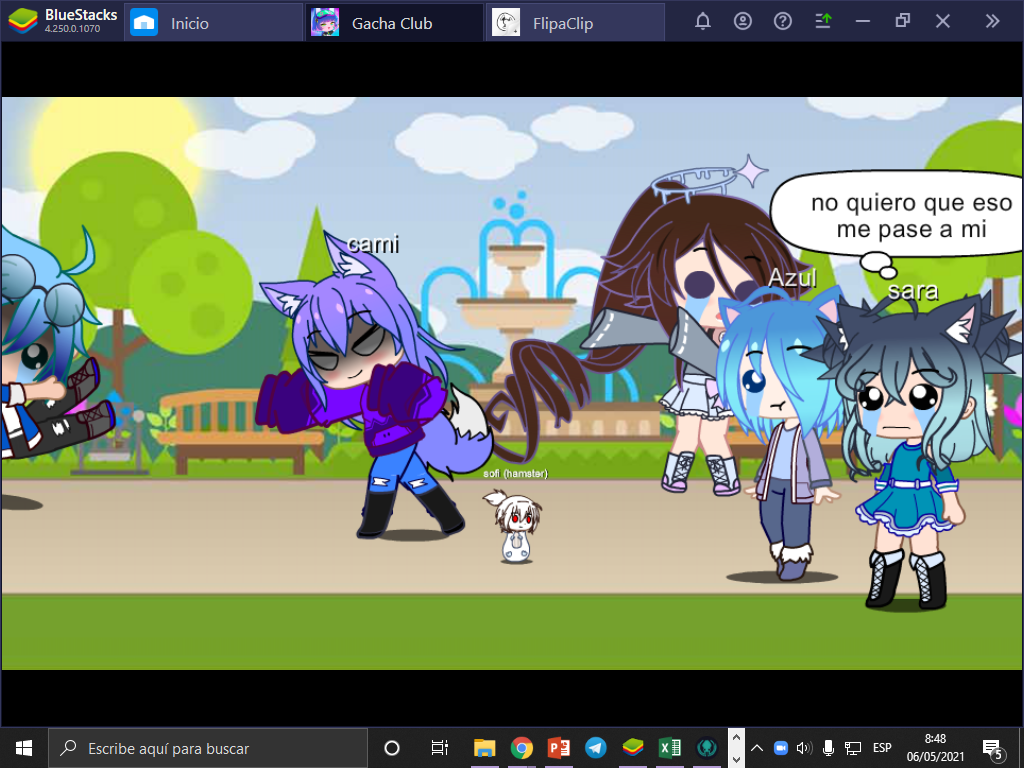 BlueStacks
4.250.0.1070
Inicio
Gacha Club
FlipaClip
no quiero que eso
me pase a mi
cami
Azul
sara
sofi (hamster)
Escribe aquí para buscar
ESP
8:48
06/05/2021
5